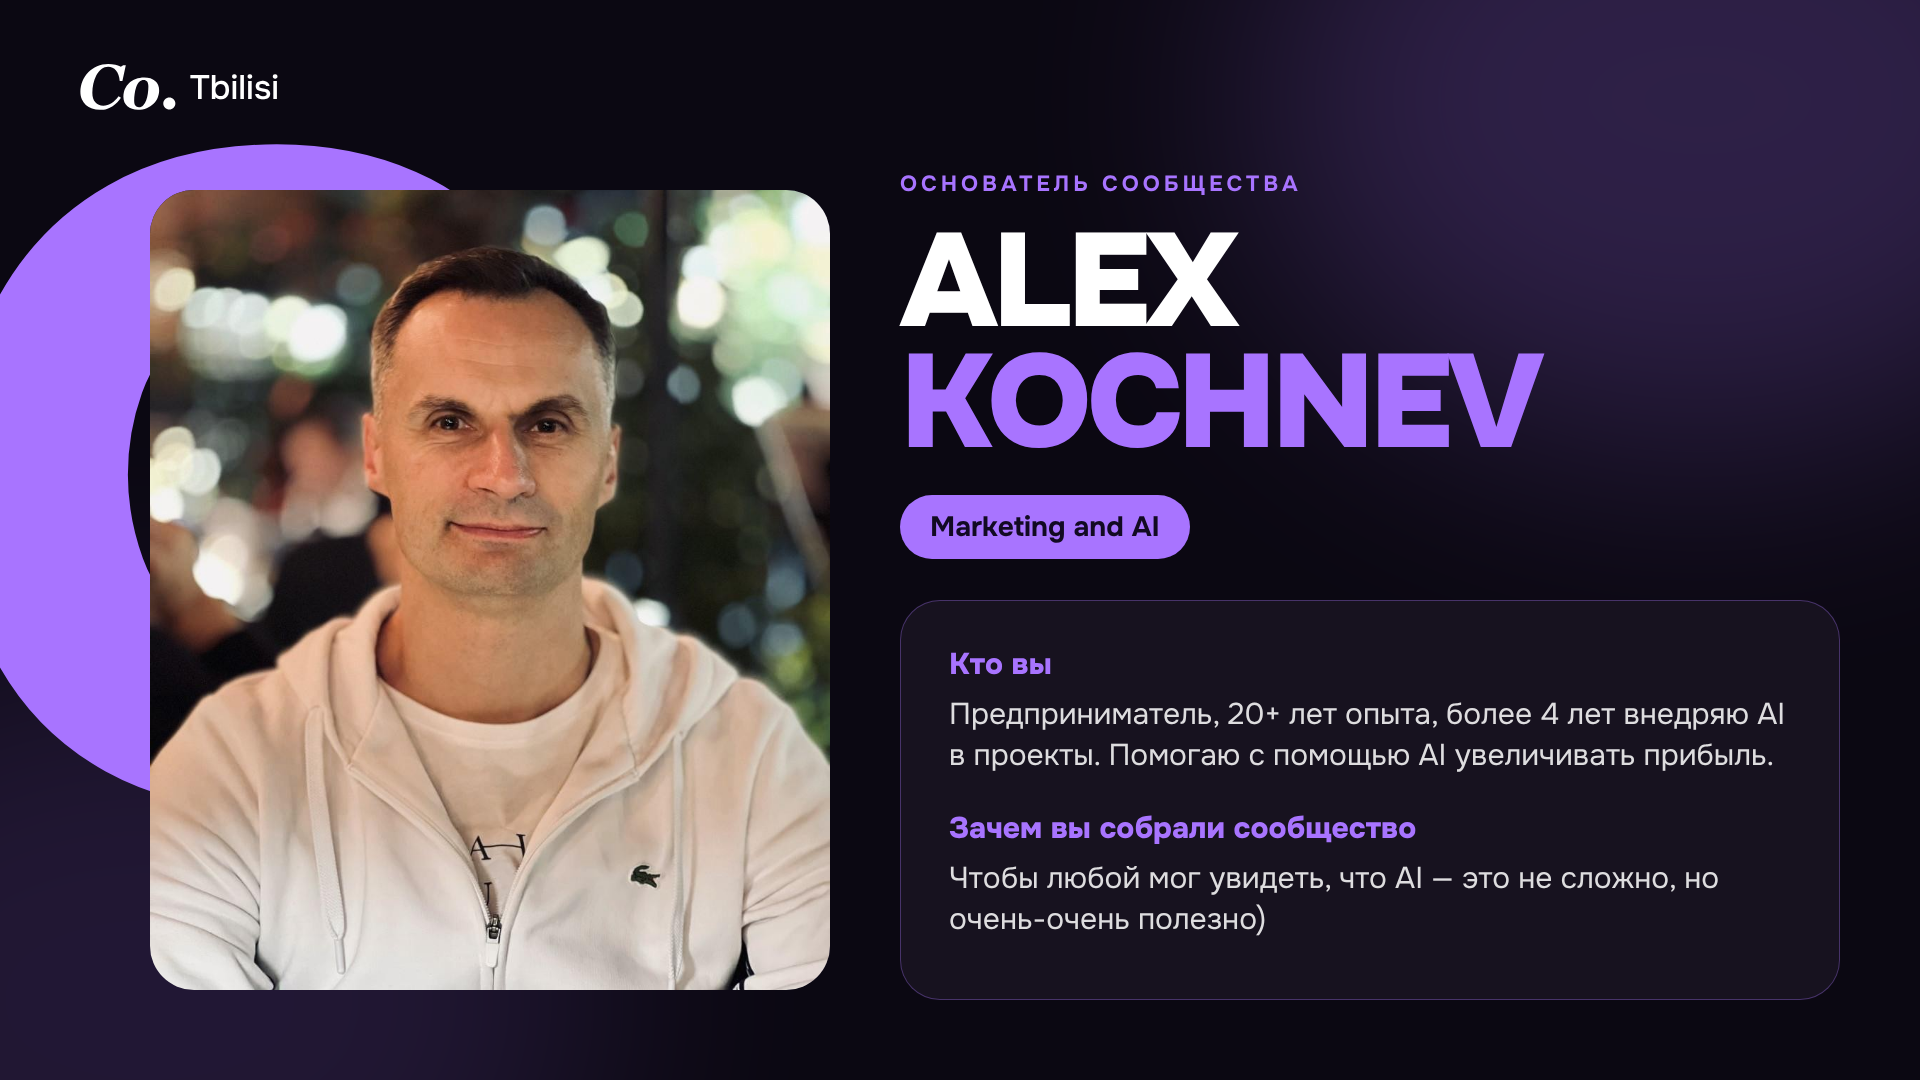 Co. Tbilisi
ОСНОВАТЕЛЬ СООБЩЕСТВА
ALEX
KOCHNEV
Marketing and AI
Кто вы
Предприниматель, 20+ лет опыта, более 4 лет внедряю AI
в проекты. Помогаю с помощью AI увеличивать прибыль.
Зачем вы собрали сообщество
Чтобы любой мог увидеть, что AI — это не сложно, но
очень-очень полезно)